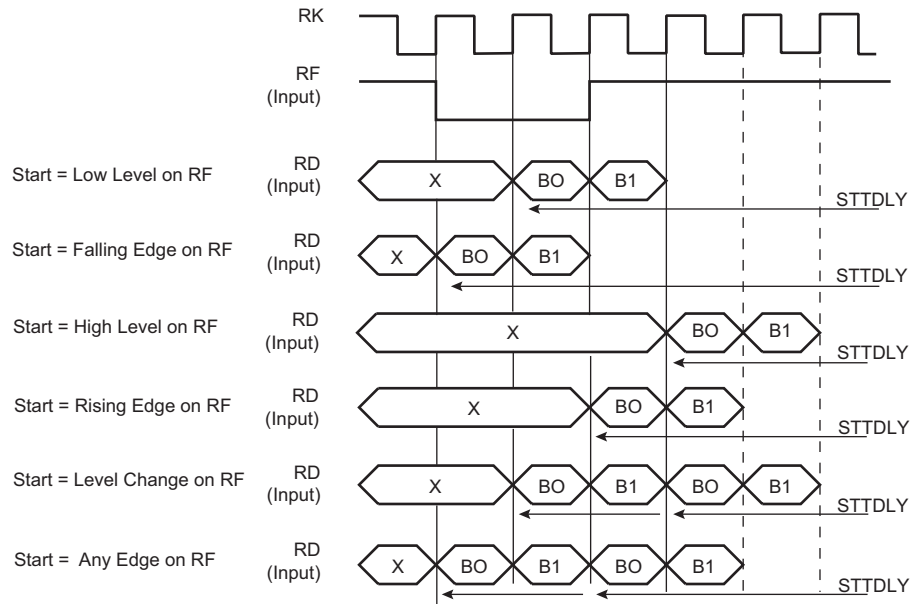 RK
RF
(Input)
Start = Low Level on RF
RD
(Input)
X
BO
B1
STTDLY
Start = Falling Edge on RF
RD
(Input)
X
BO
B1
STTDLY
Start = High Level on RF
RD
(Input)
X
BO
B1
STTDLY
Start = Rising Edge on RF
RD
(Input)
X
BO
B1
STTDLY
Start = Level Change on RF
RD
(Input)
X
BO
B1
BO
B1
STTDLY
Start = Any Edge on RF
RD
(Input)
X
BO
B1
BO
B1
STTDLY